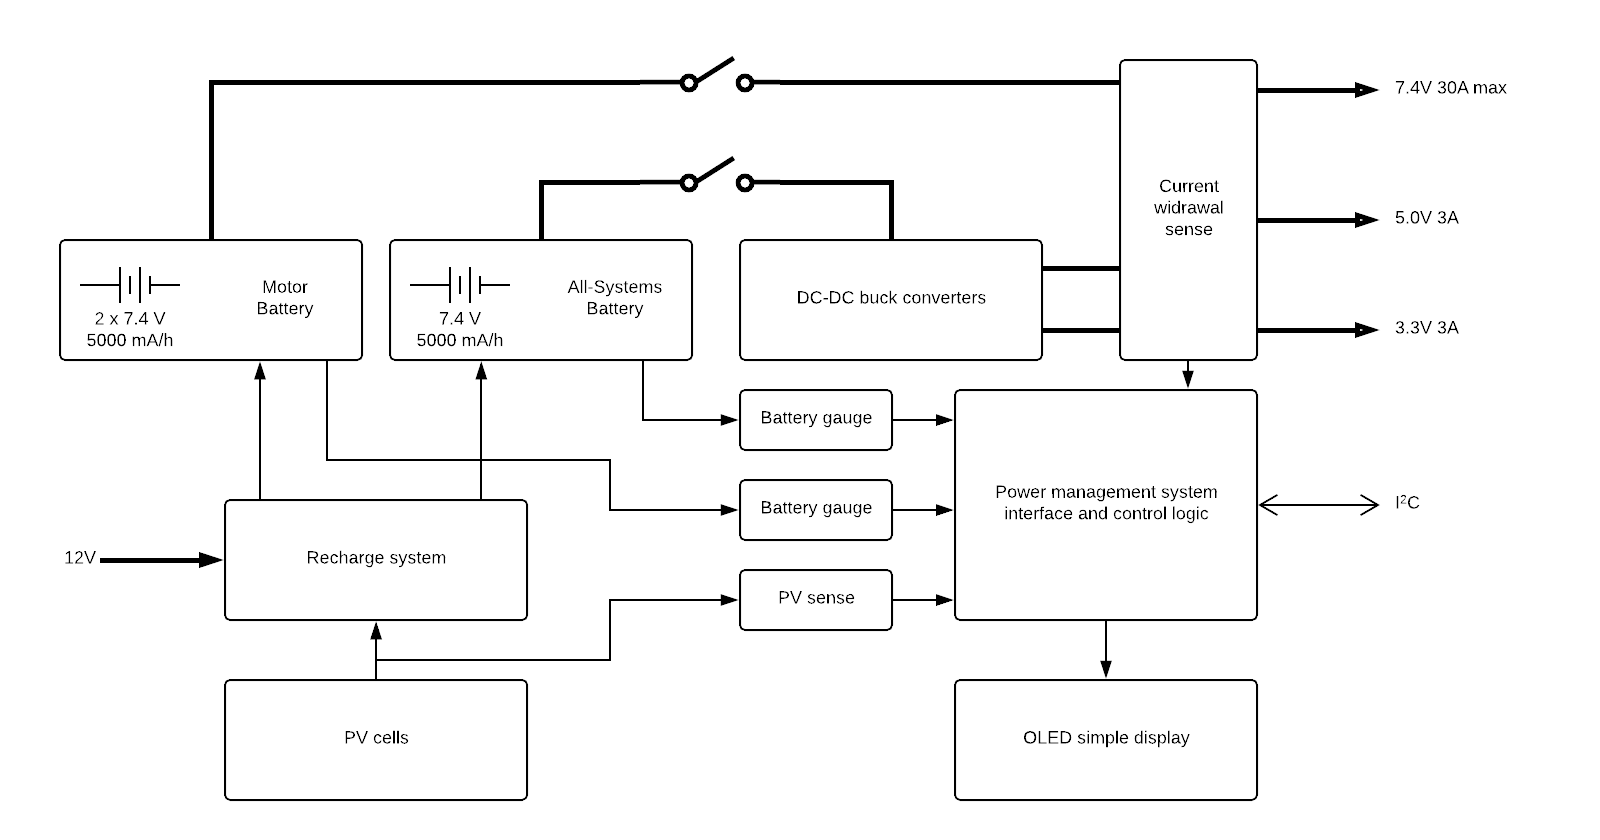 7.4V 30A max
Current
widrawal
sense
5.0V 3A
Motor
Battery
2 x 7.4 V
5000 mA/h
All-Systems
Battery
7.4 V
5000 mA/h
DC-DC buck converters
3.3V 3A
Battery gauge
Battery gauge
Power management system
interface and control logic
I²C
12V
Recharge system
PV sense
PV cells
OLED simple display